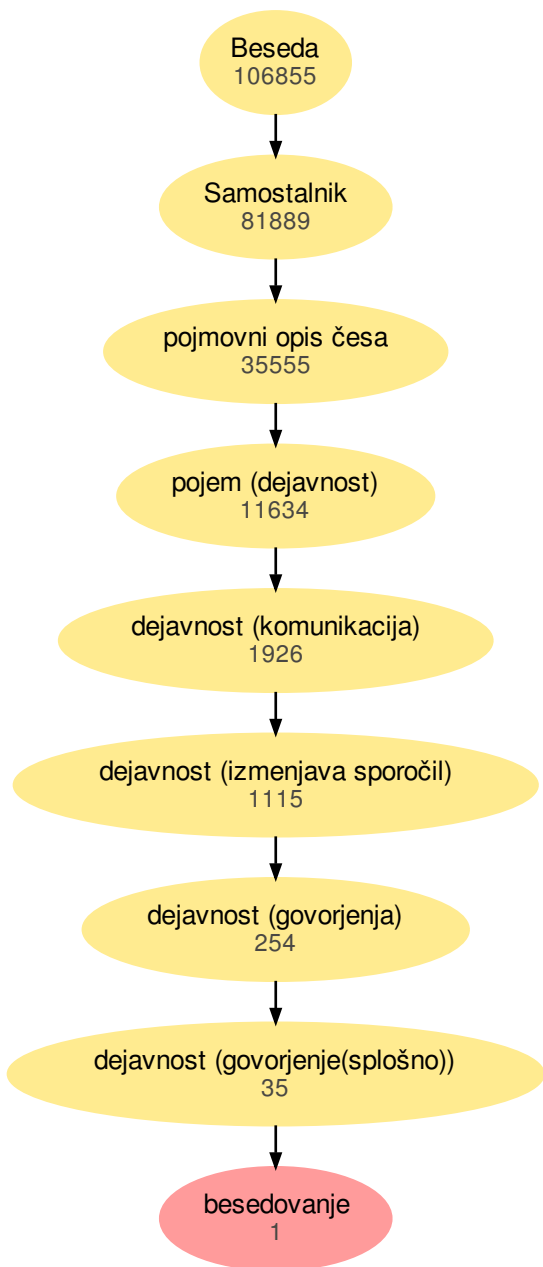 Beseda
106855
Samostalnik
81889
pojmovni opis česa
35555
pojem (dejavnost)
11634
dejavnost (komunikacija)
1926
dejavnost (izmenjava sporočil)
1115
dejavnost (govorjenja)
254
dejavnost (govorjenje(splošno))
35
besedovanje
1